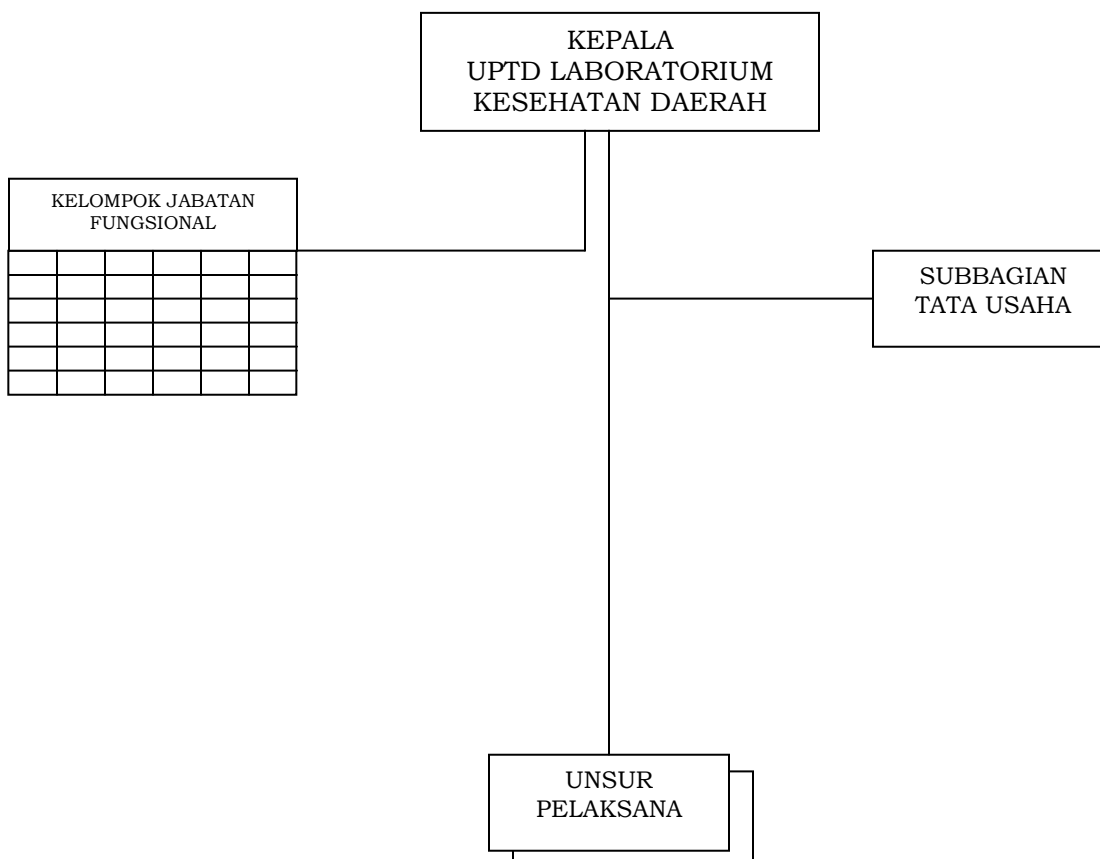 KEPALA
UPTD LABORATORIUM
KESEHATAN DAERAH
KELOMPOK JABATAN
FUNGSIONAL
SUBBAGIAN
TATA USAHA
UNSUR
PELAKSANA